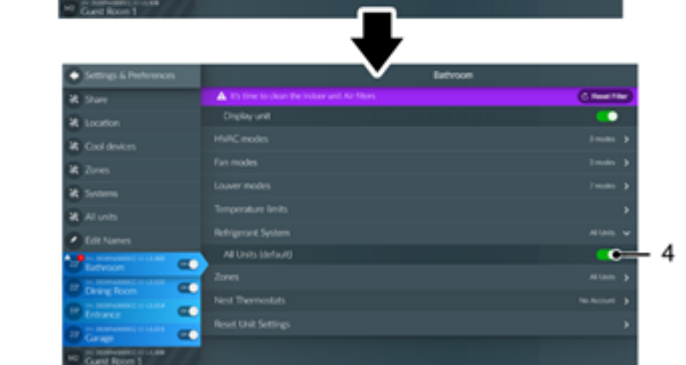 Guest Room 1
Settings & Preferences
Bathroom
Share
It's time to clean the indoor unit Air filters
Reset Filter
Location
Display unit
Cool devices
HVAC modes
3 modes
Zones
Fan modes
3 modes
Systems
Louver modes
7 modes
All units
Temperature limits
Edit Names
Refrigerant System
All Units
Bathroom
All Units (default)
4
Dining Room
Zones
All Units
Entrance
Nest Thermostats
No Account
Garage
Reset Unit Settings
Guest Room 1